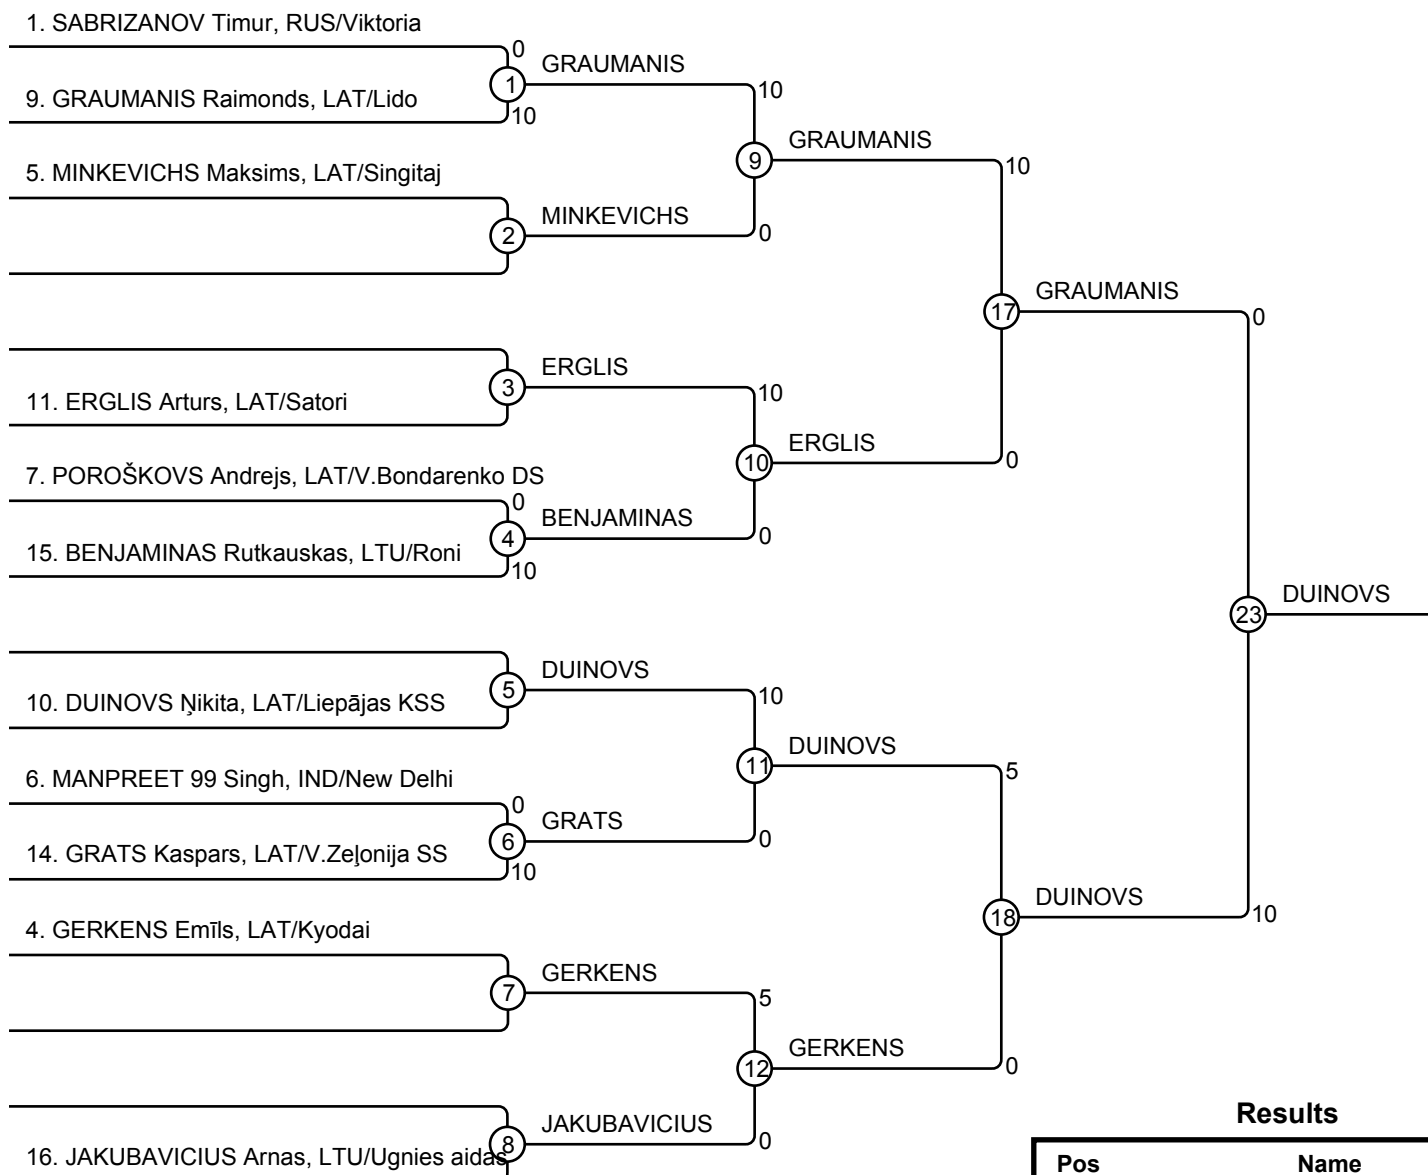 1. SABRIZANOV Timur, RUS/Viktoria
0
1
GRAUMANIS
10
9. GRAUMANIS Raimonds, LAT/Lido
10
9
GRAUMANIS
10
5. MINKEVICHS Maksims, LAT/Singitaj
2
MINKEVICHS
0
17
GRAUMANIS
0
3
ERGLIS
10
11. ERGLIS Arturs, LAT/Satori
10
ERGLIS
0
7. POROŠKOVS Andrejs, LAT/V.Bondarenko DS
0
4
BENJAMINAS
0
15. BENJAMINAS Rutkauskas, LTU/Roni
10
23
DUINOVS
5
DUINOVS
10
10. DUINOVS Ņikita, LAT/Liepājas KSS
11
DUINOVS
5
6. MANPREET 99 Singh, IND/New Delhi
0
6
GRATS
0
14. GRATS Kaspars, LAT/V.Zeļonija SS
10
18
DUINOVS
10
4. GERKENS Emīls, LAT/Kyodai
7
GERKENS
5
12
GERKENS
0
8
JAKUBAVICIUS
0
16. JAKUBAVICIUS Arnas, LTU/Ugnies aidas
Results
Pos Name